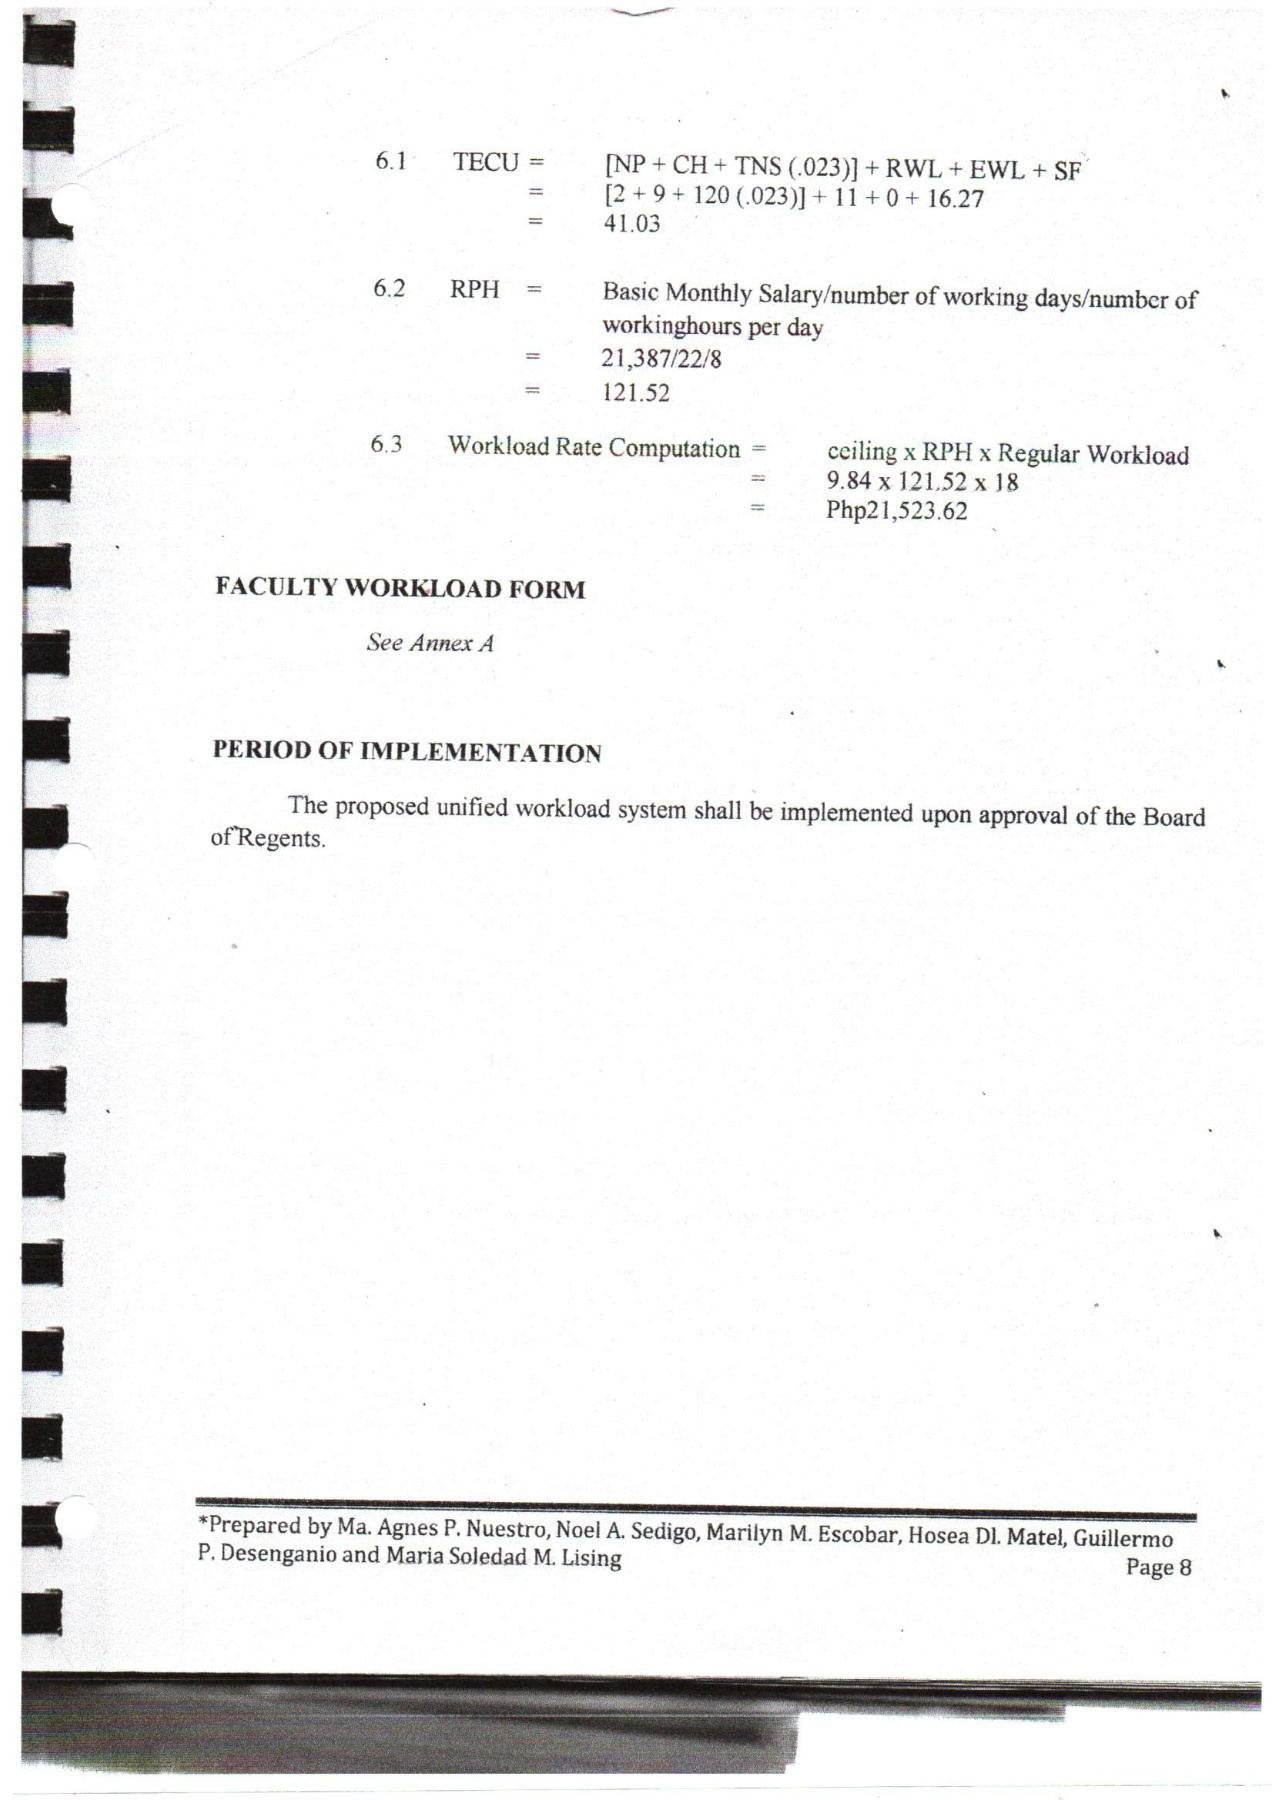 6.1 TECU = [NP + CH + TNS (.023)] + RWL + EWL + SF
= [2 + 9 + 120 (.023)] + 11 + 0 + 16.27
= 41.03
6.2 RPH = Basic Monthly Salary/number of working days/number of
workinghours per day
= 21,387/22/8
= 121.52
6.3 Workload Rate Computation = ceiling x RPH x Regular Workload
= 9.84 x 121.52 x 18
= Php21,523.62
FACULTY WORKLOAD FORM
See Annex A
PERIOD OF IMPLEMENTATION
The proposed unified workload system shall be implemented upon approval of the Board
of Regents.
*Prepared by Ma. Agnes P. Nuestro, Noel A. Sedigo, Marilyn M. Escobar, Hosea Dl. Matel, Guillermo
P. Desenganio and Maria Soledad M. Lising
Page 8